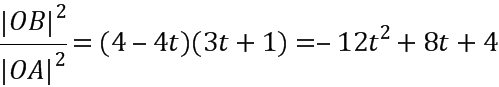 |OB|²/|OA|² = (4 – 4t)(3t + 1) =– 12t² + 8t + 4